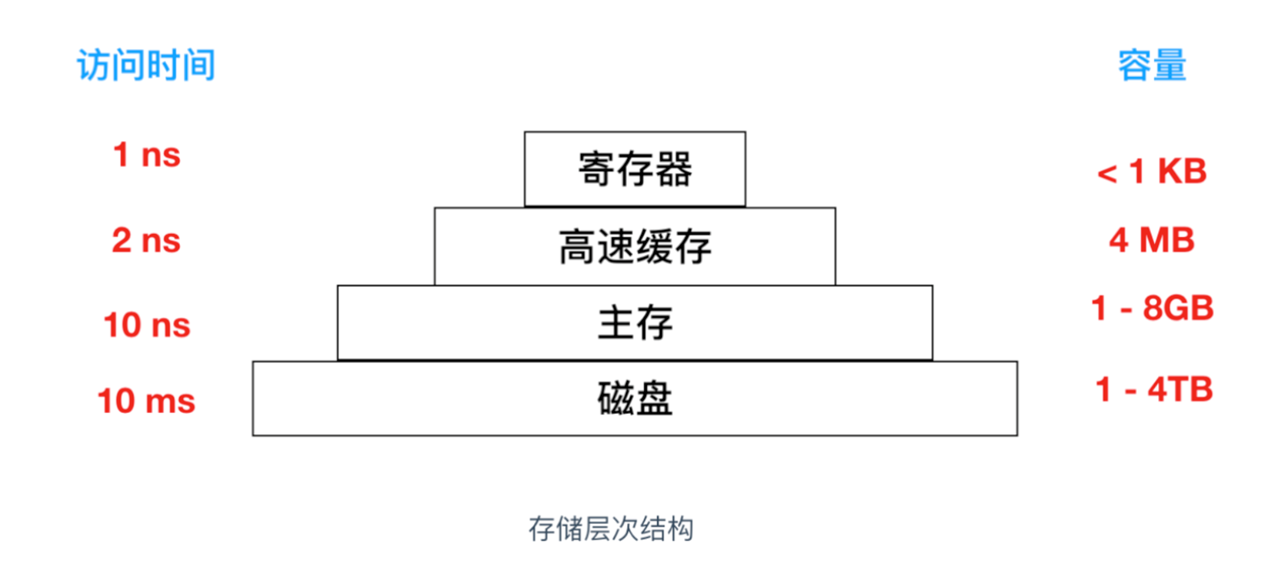 访问时间 容量
1 ns 寄存器 < 1 KB
2 ns 高速缓存 4 MB
10 ns 主存 1 - 8GB
10 ms 磁盘 1 - 4TB
存储层次结构